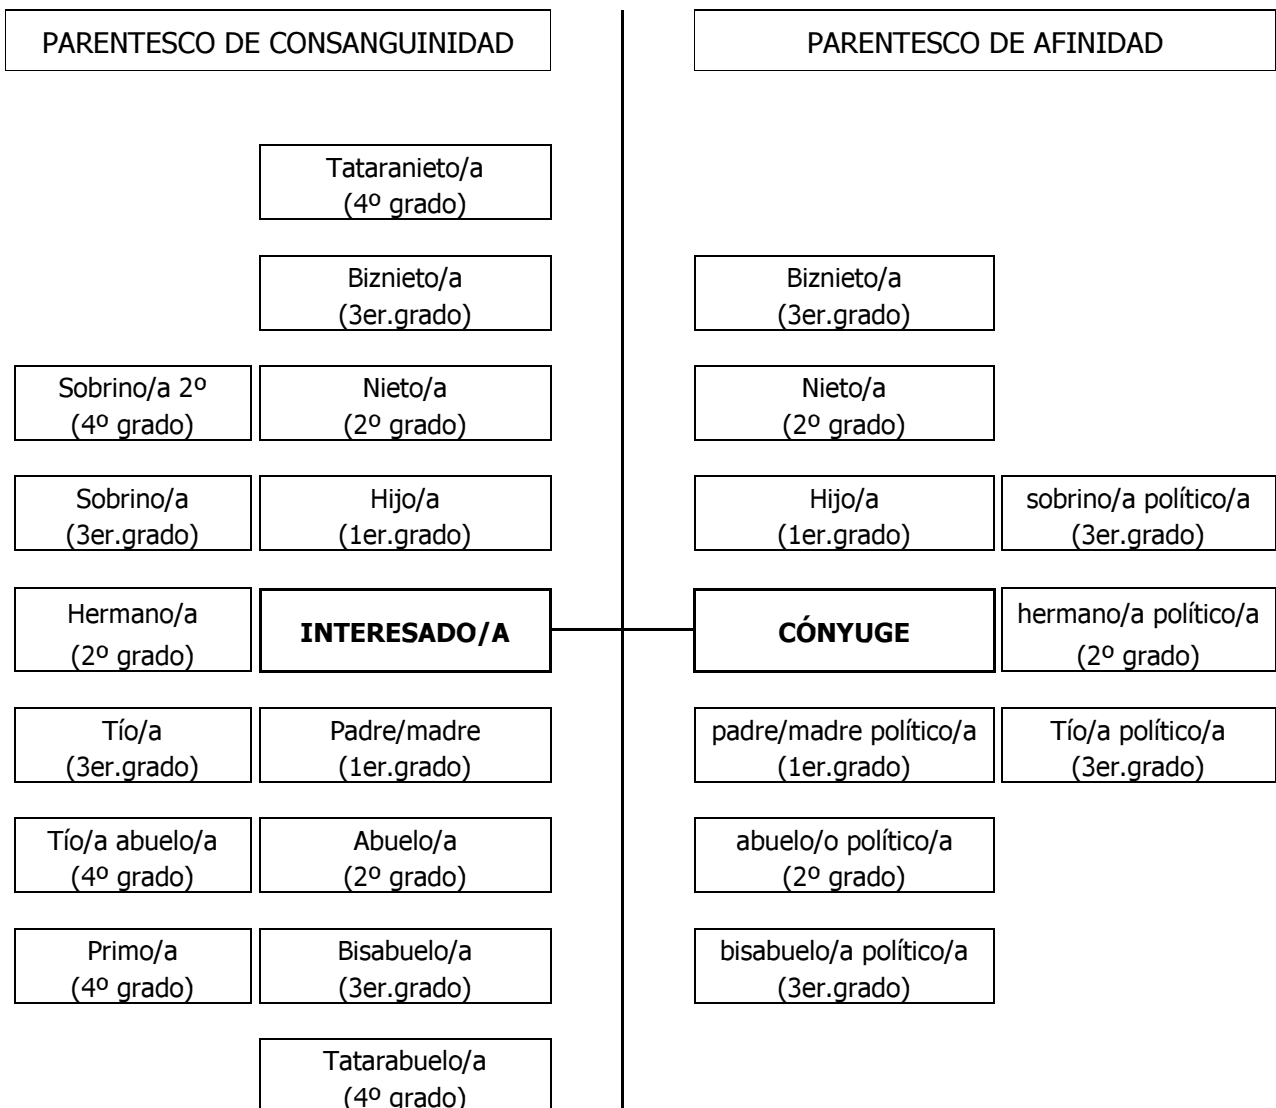 PARENTESCO DE CONSANGUINIDAD
PARENTESCO DE AFINIDAD
Tataranieto/a
(4º grado)
Biznieto/a
(3er.grado)
Biznieto/a
(3er.grado)
Sobrino/a 2º
(4º grado)
Nieto/a
(2º grado)
Nieto/a
(2º grado)
Sobrino/a
(3er.grado)
Hijo/a
(1er.grado)
Hijo/a
(1er.grado)
sobrino/a político/a
(3er.grado)
Hermano/a
(2º grado)
INTERESADO/A
CÓNYUGE
hermano/a político/a
(2º grado)
Tío/a
(3er.grado)
Padre/madre
(1er.grado)
padre/madre político/a
(1er.grado)
Tío/a político/a
(3er.grado)
Tío/a abuelo/a
(4º grado)
Abuelo/a
(2º grado)
abuelo/o político/a
(2º grado)
Primo/a
(4º grado)
Bisabuelo/a
(3er.grado)
bisabuelo/a político/a
(3er.grado)
Tatarabuelo/a
(4º grado)